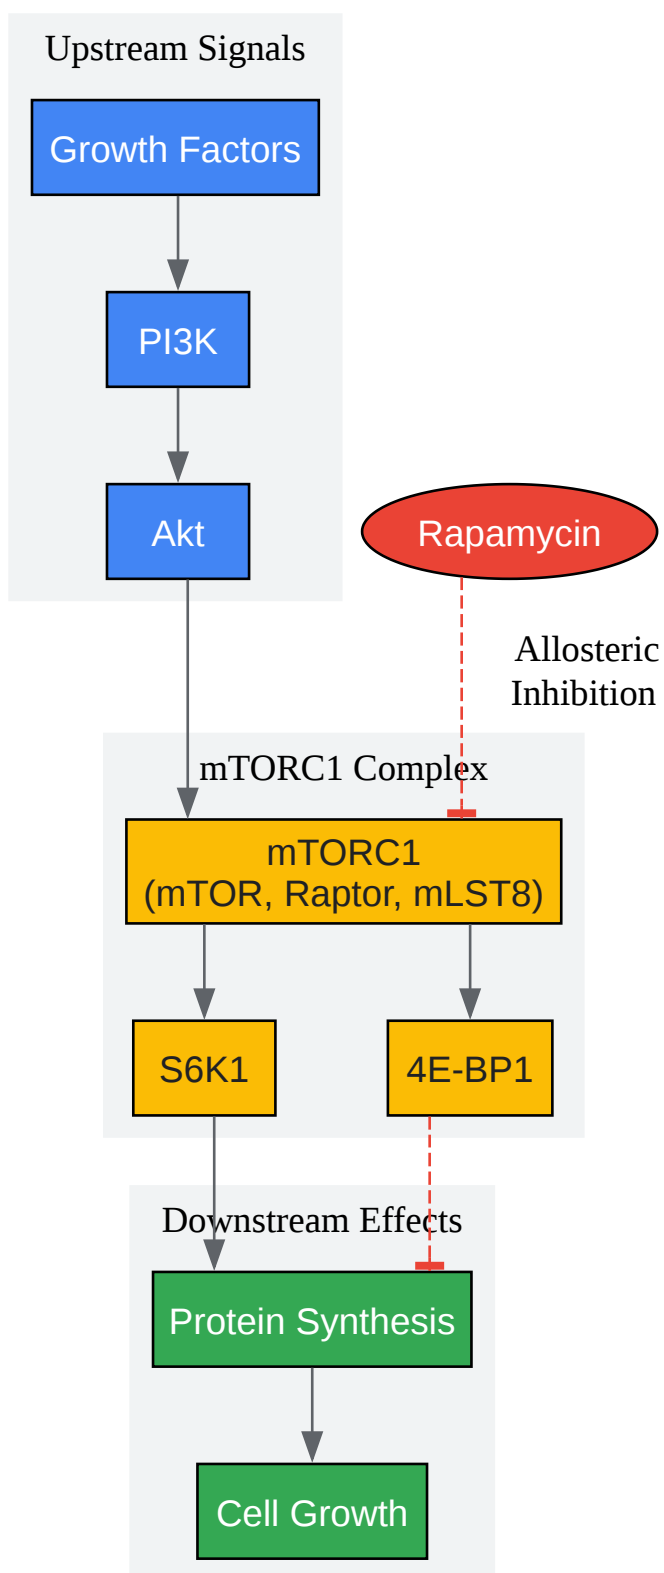 Upstream Signals
Growth Factors
PI3K
Akt
Rapamycin
Allosteric
Inhibition
mTORC1 Complex
mTORC1
(mTOR, Raptor, mLST8)
S6K1
4E-BP1
Downstream Effects
Protein Synthesis
Cell Growth